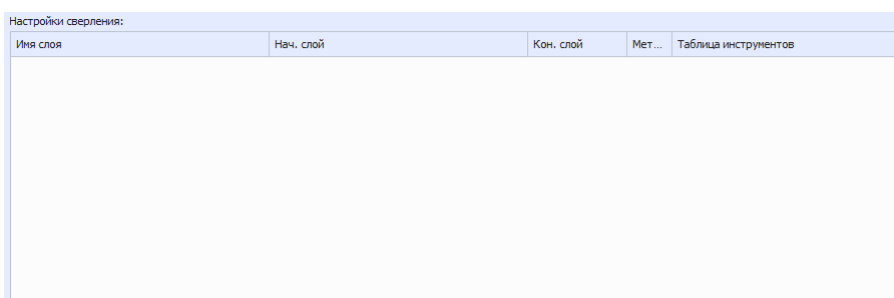 Настройки сверления:
Имя слоя Нач. слой Кон. слой Мет... Таблица инструментов